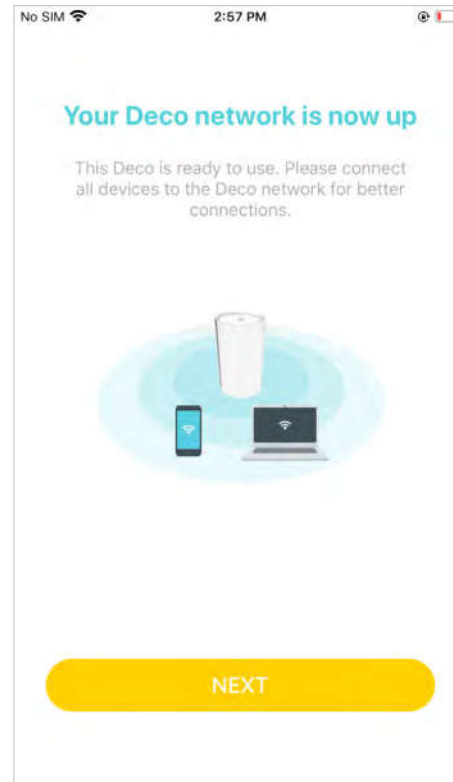 No SIM 2:57 PM
Your Deco network is now up
This Deco is ready to use. Please connect
all devices to the Deco network for better
connections.
NEXT